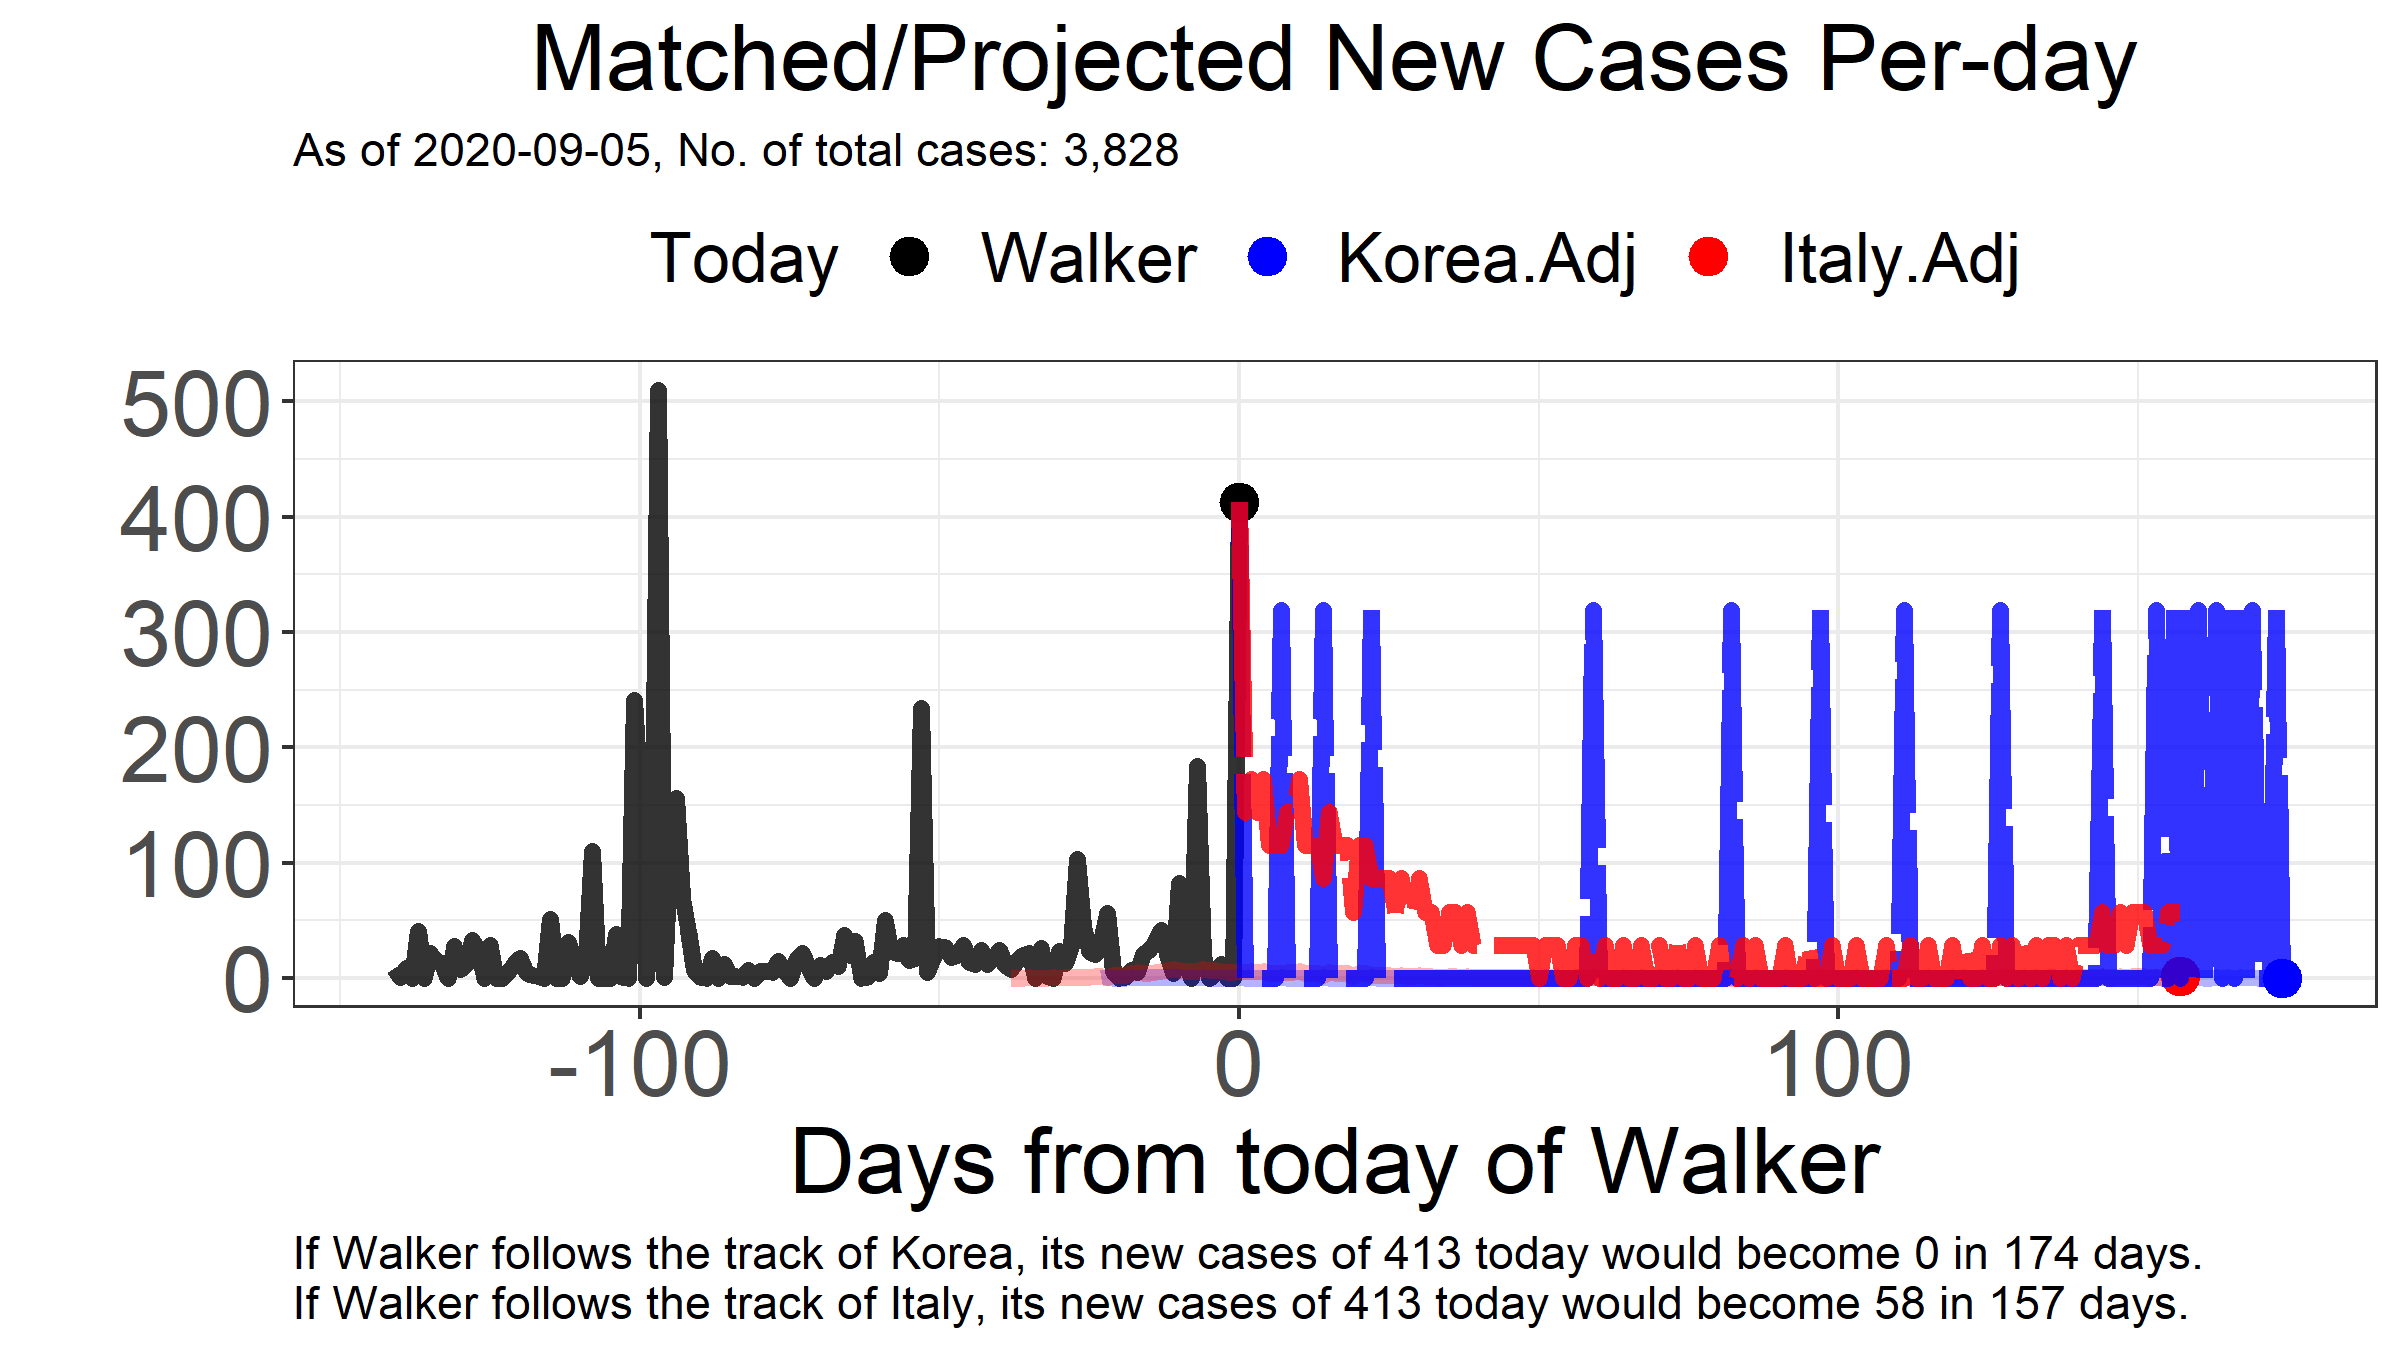 Matched/Projected New Cases Per-day
As of 2020-09-05, No. of total cases: 3,828
Today Walker Korea.Adj Italy.Adj
500
400
300
200
100
0
-100 0 100
Days from today of Walker
If Walker follows the track of Korea, its new cases of 413 today would become 0 in 174 days.
If Walker follows the track of Italy, its new cases of 413 today would become 58 in 157 days.